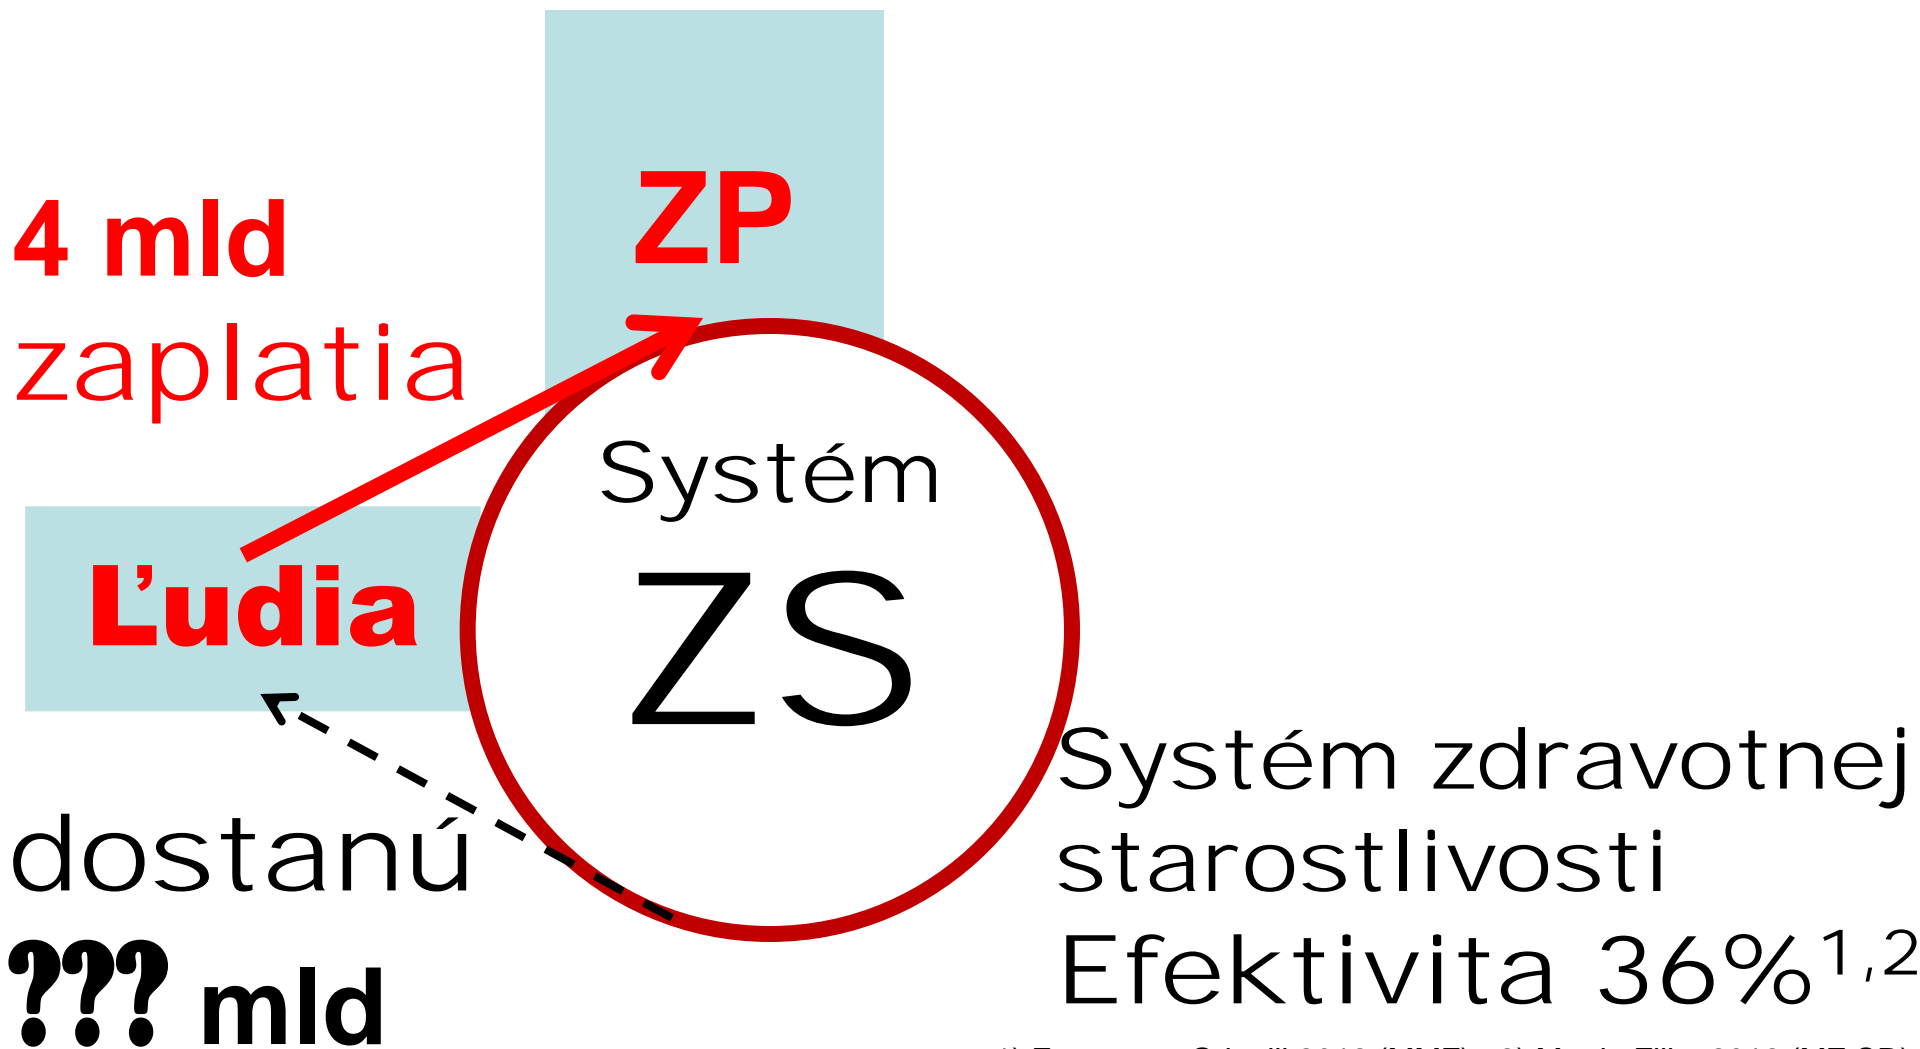 ZP
4 mld
zaplatia
Systém
ZS
Ľudia
dostanú
??? mld
Systém zdravotnej
starostlivosti
Efektivita 36%1,2